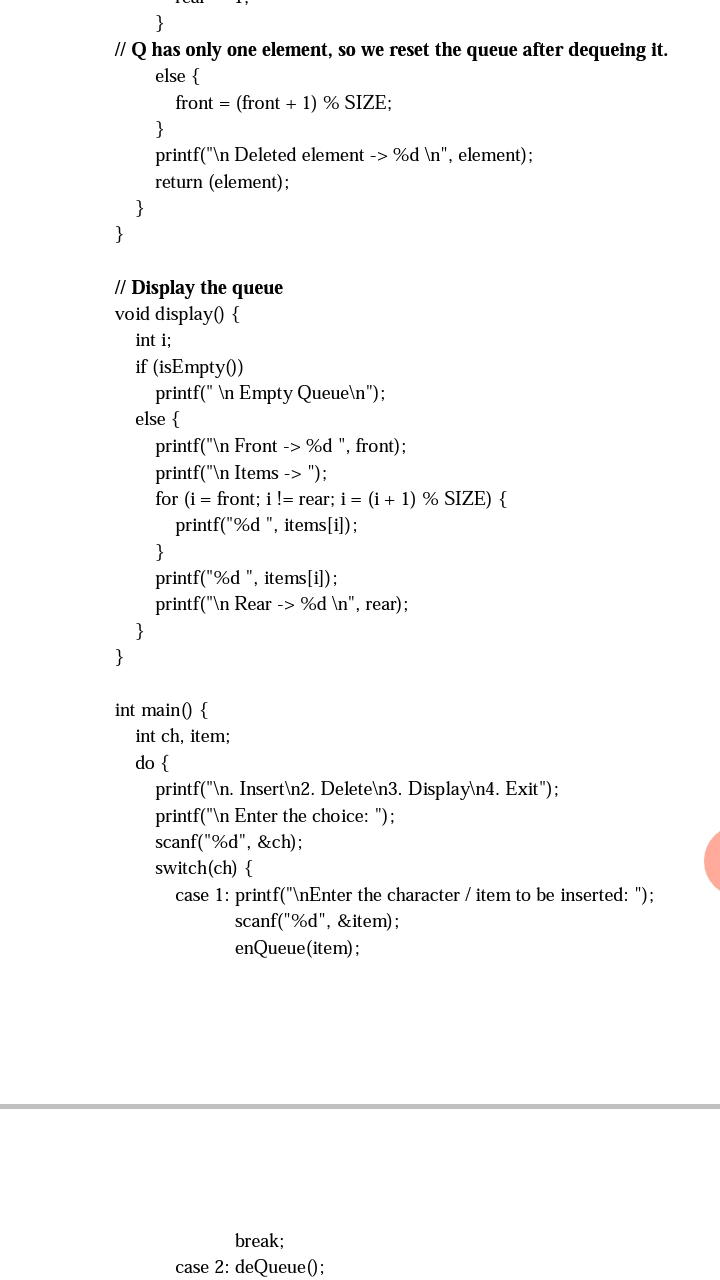 }
// Q has only one element, so we reset the queue after dequeing it.
else {
front = (front + 1) % SIZE;
}
printf("\n Deleted element -> %d \n", element);
return (element);
}
}
// Display the queue
void display() {
int i;
if (isEmpty())
printf(" \n Empty Queue\n");
else {
printf("\n Front -> %d ", front);
printf("\n Items -> ");
for (i = front; i != rear; i = (i + 1) % SIZE) {
printf("%d ", items[i]);
}
printf("%d ", items[i]);
printf("\n Rear -> %d \n", rear);
}
}
int main() {
int ch, item;
do {
printf("\n. Insert\n2. Delete\n3. Display\n4. Exit");
printf("\n Enter the choice: ");
scanf("%d", &ch);
switch(ch) {
case 1: printf("\nEnter the character / item to be inserted: ");
scanf("%d", &item);
enQueue(item);
break;
case 2: deQueue();